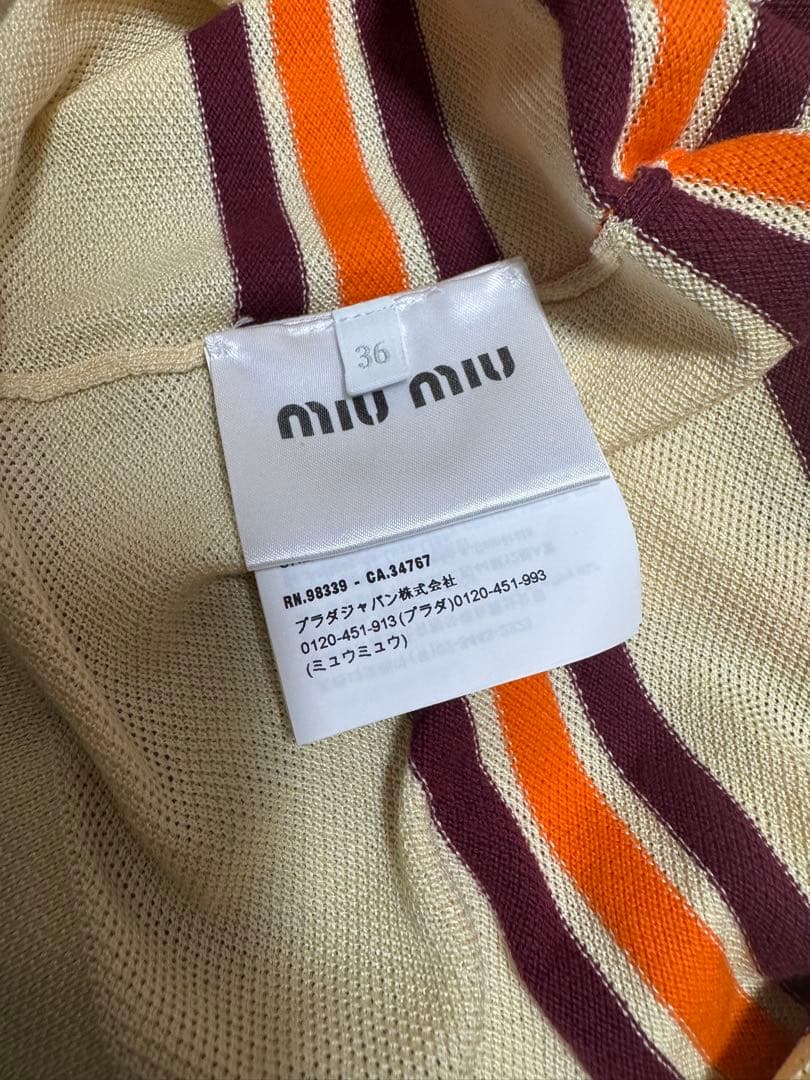 36
miu miu
RN.98339 - CA.34767
プラダジャパン株式会社
0120-451-913(プラダ)0120-451-993
(ミュウミュウ)